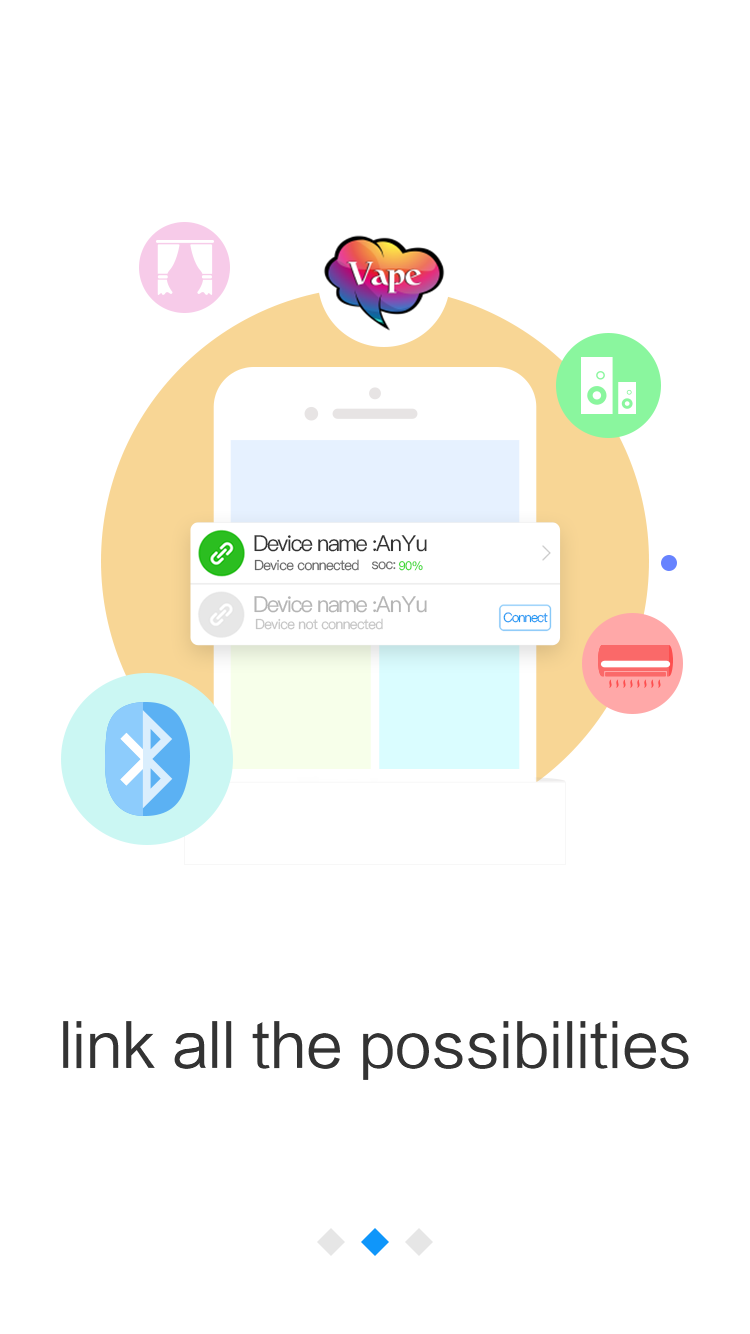 Vape
Device name :AnYu
Device connected soc: 90%
Device name :AnYu
Device not connected
Connect
link all the possibilities